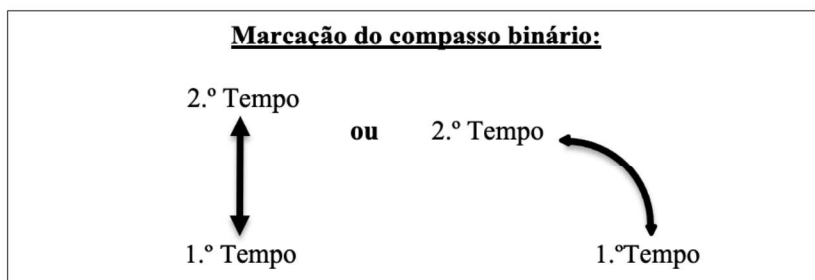 Marcação do compasso binário:
2.º Tempo
ou 2.º Tempo
1.º Tempo 1.ºTempo